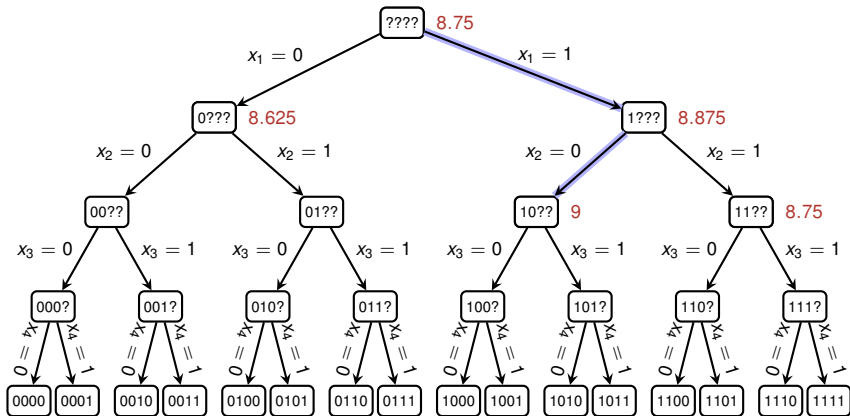 ???? 8.75
x₁ = 0 x₁ = 1
0??? 8.625 1??? 8.875
x₂ = 0 x₂ = 1 x₂ = 0 x₂ = 1
00?? 01?? 10?? 9 11?? 8.75
x₃ = 0 x₃ = 1 x₃ = 0 x₃ = 1 x₃ = 0 x₃ = 1 x₃ = 0 x₃ = 1
000? 001? 010? 011? 100? 101? 110? 111?
x₄ = 0 x₄ = 1 x₄ = 0 x₄ = 1 x₄ = 0 x₄ = 1 x₄ = 0 x₄ = 1 x₄ = 0 x₄ = 1 x₄ = 0 x₄ = 1 x₄ = 0 x₄ = 1 x₄ = 0 x₄ = 1
0000 0001 0010 0011 0100 0101 0110 0111 1000 1001 1010 1011 1100 1101 1110 1111